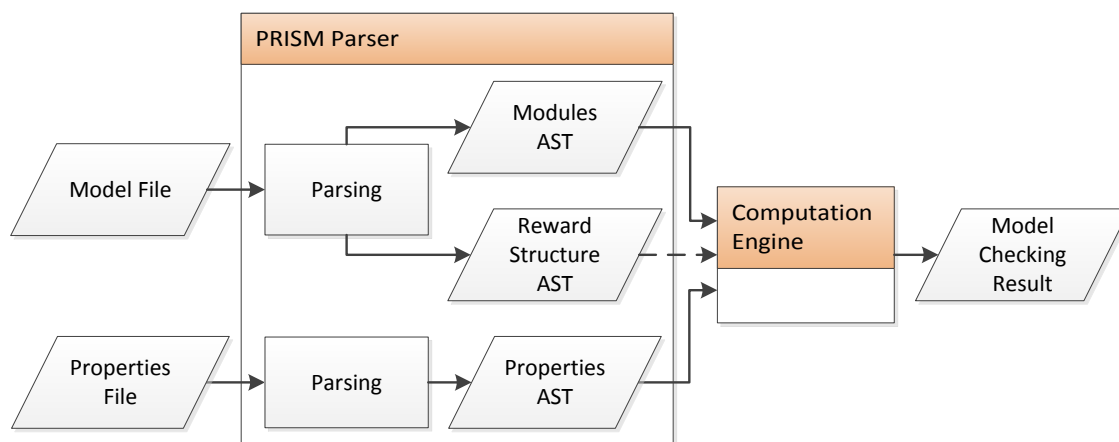 PRISM Parser
Modules
AST
Model File
Parsing
Reward
Structure
AST
Computation
Engine
Model
Checking
Result
Properties
File
Parsing
Properties
AST